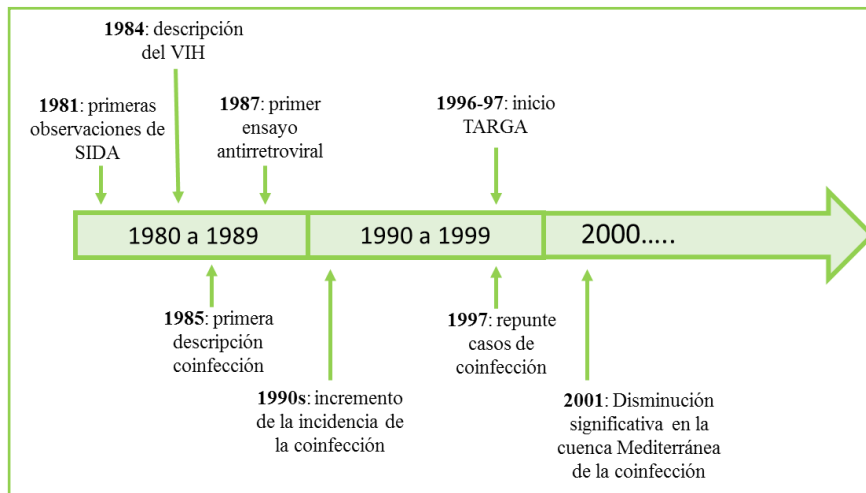 1984: descripción
del VIH
1981: primeras
observaciones de
SIDA
1987: primer
ensayo
antirretroviral
1996-97: inicio
TARGA
1980 a 1989
1990 a 1999
2000.....
1985: primera
descripción
coinfección
1990s: incremento
de la incidencia de
la coinfección
1997: repunte
casos de
coinfección
2001: Disminución
significativa en la
cuenca Mediterránea
de la coinfección